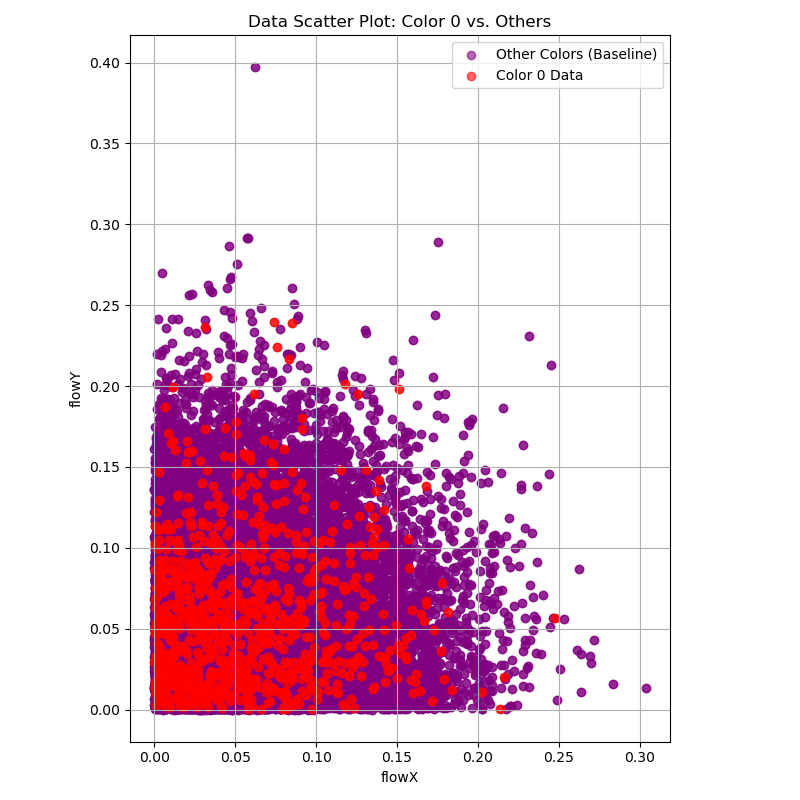 Data Scatter Plot: Color 0 vs. Others
Other Colors (Baseline)
Color 0 Data
0.40
0.35
0.30
0.25
0.20
0.15
0.10
0.05
0.00
flowY
0.00 0.05 0.10 0.15 0.20 0.25 0.30
flowX